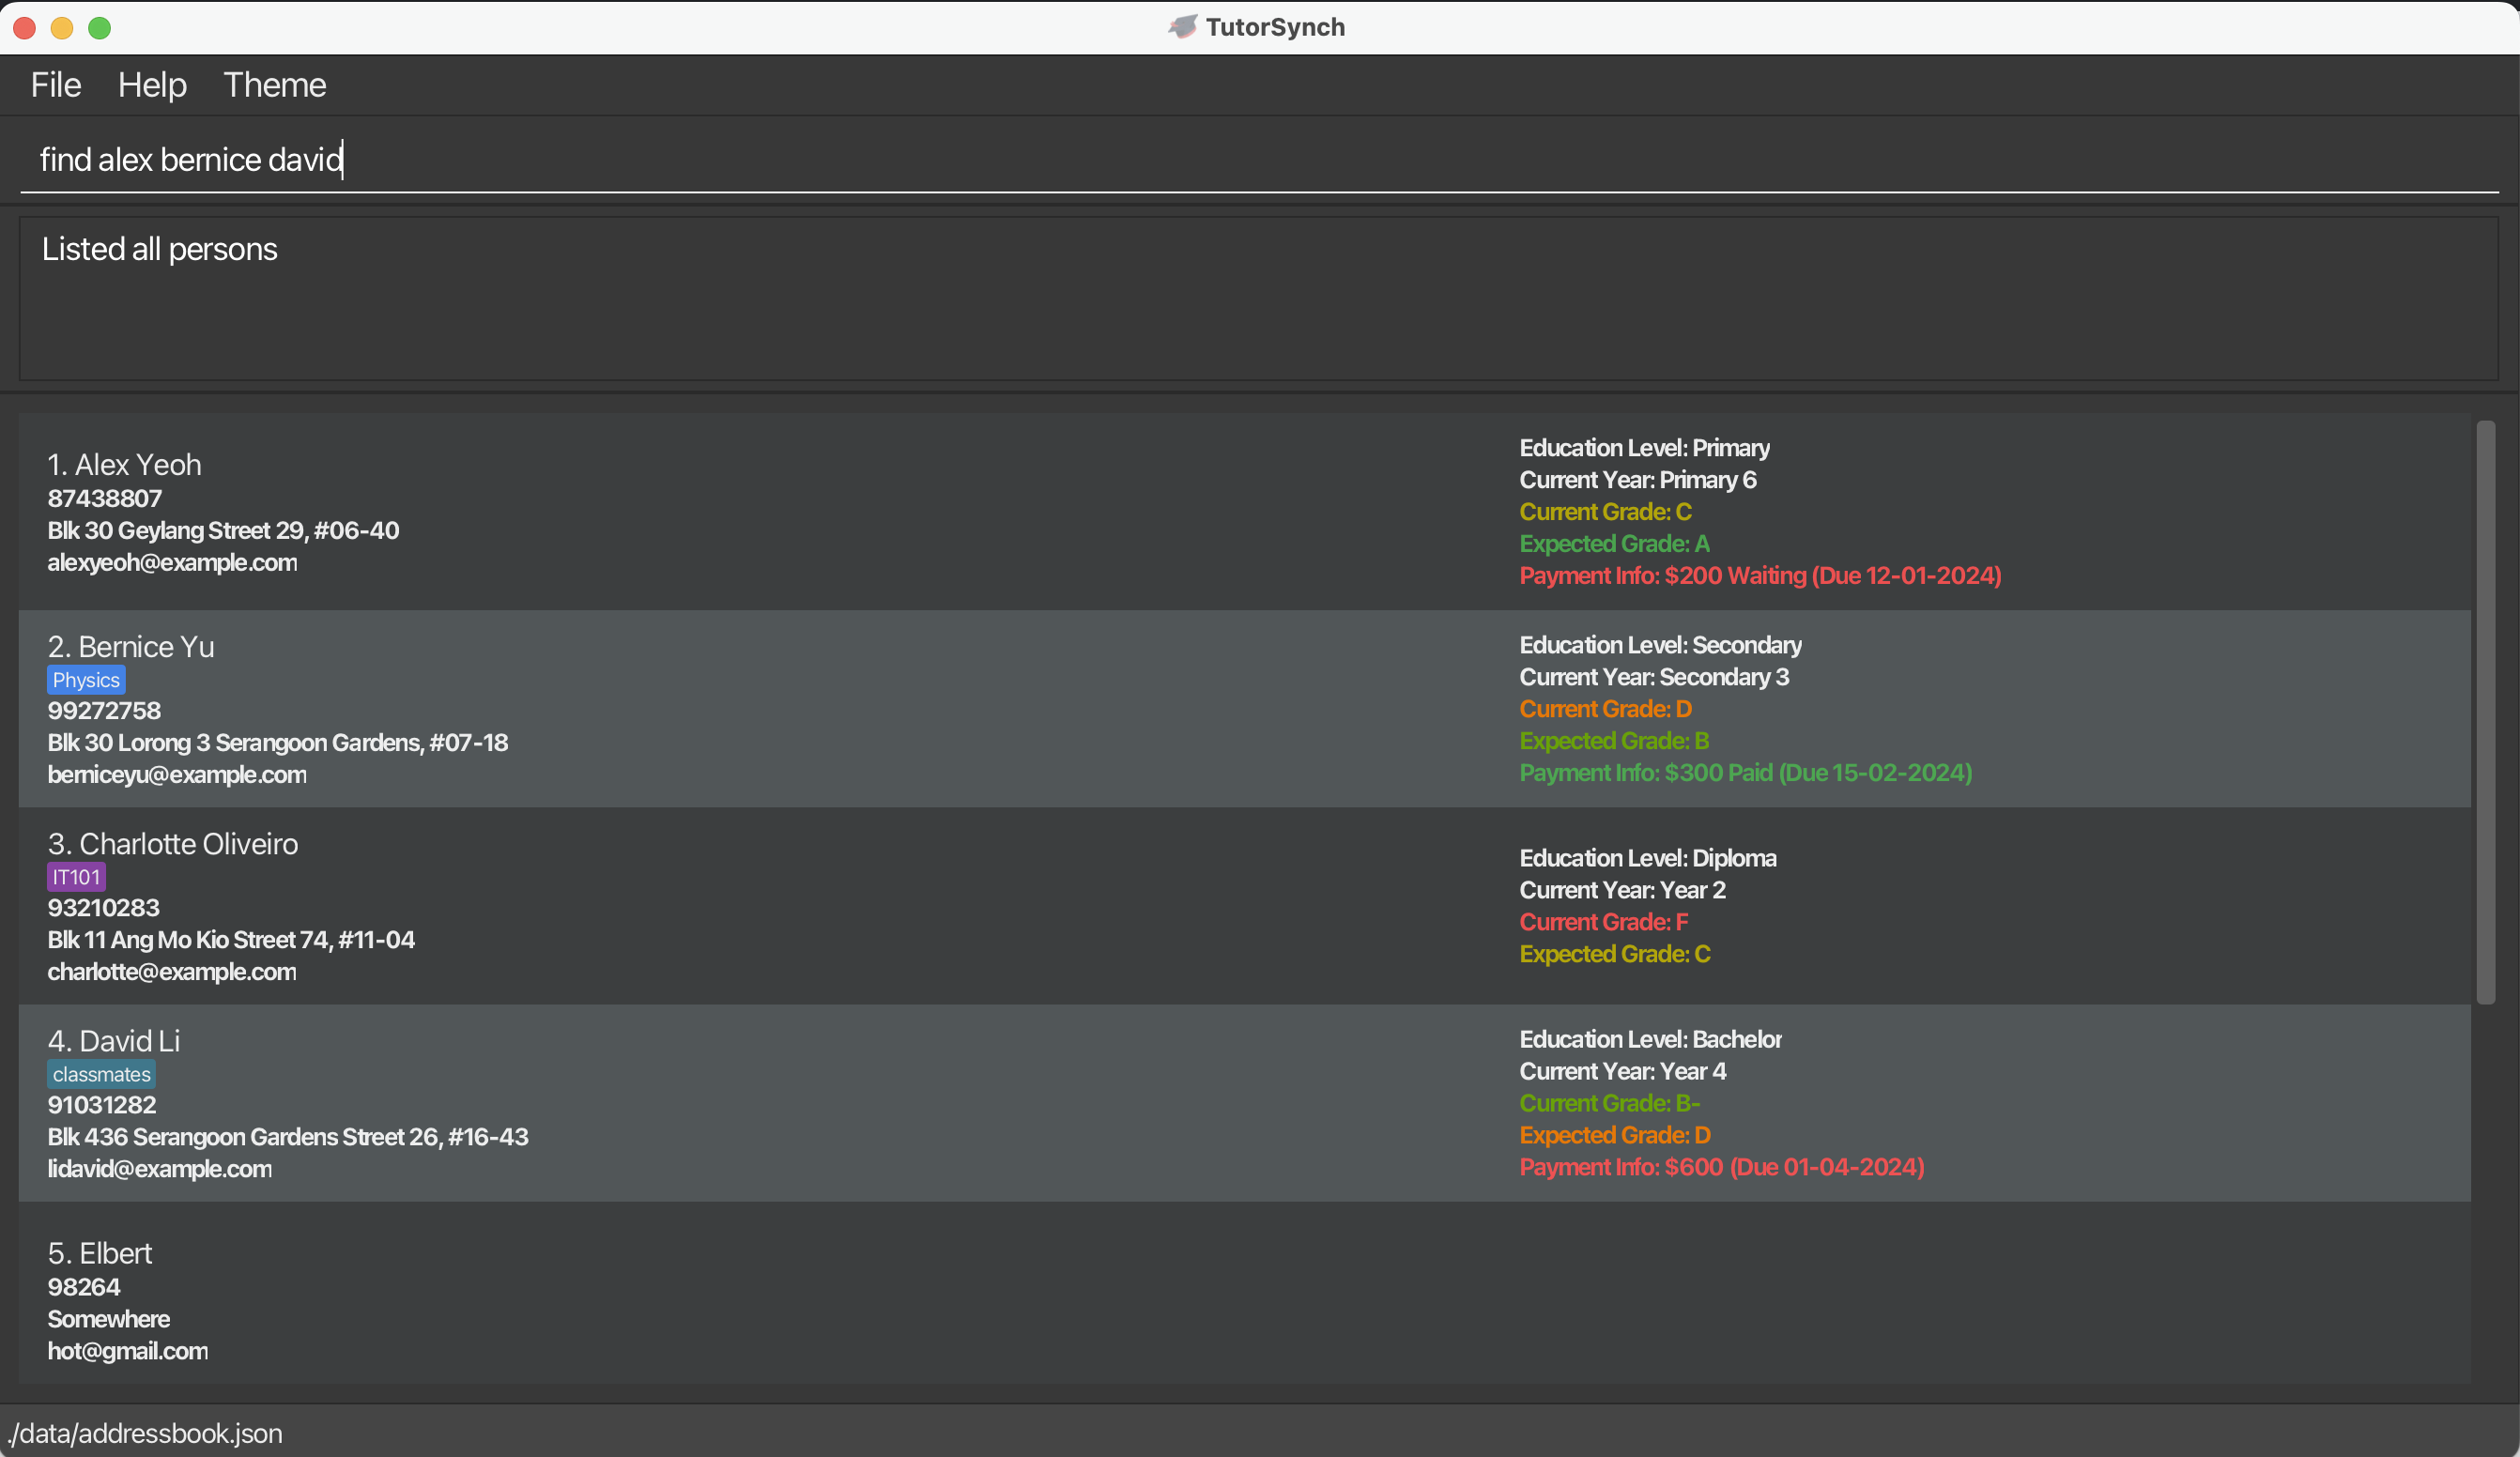 TutorSynch
File Help Theme
find alex bernice david
Listed all persons
1. Alex Yeoh
87438807
Blk 30 Geylang Street 29, #06-40
alexyeoh@example.com
Education Level: Primary
Current Year: Primary 6
Current Grade: C
Expected Grade: A
Payment Info: $200 Waiting (Due 12-01-2024)
2. Bernice Yu
Physics
99272758
Blk 30 Lorong 3 Serangoon Gardens, #07-18
berniceyu@example.com
Education Level: Secondary
Current Year: Secondary 3
Current Grade: D
Expected Grade: B
Payment Info: $300 Paid (Due 15-02-2024)
3. Charlotte Oliveiro
IT101
93210283
Blk 11 Ang Mo Kio Street 74, #11-04
charlotte@example.com
Education Level: Diploma
Current Year: Year 2
Current Grade: F
Expected Grade: C
4. David Li
classmates
91031282
Blk 436 Serangoon Gardens Street 26, #16-43
lidavid@example.com
Education Level: Bachelor
Current Year: Year 4
Current Grade: B-
Expected Grade: D
Payment Info: $600 (Due 01-04-2024)
5. Elbert
98264
Somewhere
hot@gmail.com
./data/addressbook.json